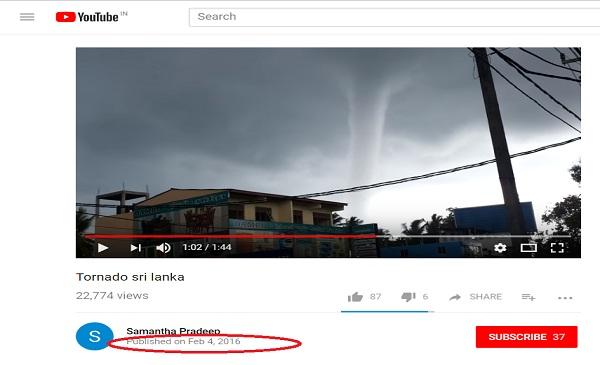 YouTube IN
Search
1:02 / 1:44
Tornado sri lanka
22,774 views
87 6 SHARE
S
Samantha Pradeep
Published on Feb 4, 2016
SUBSCRIBE 37